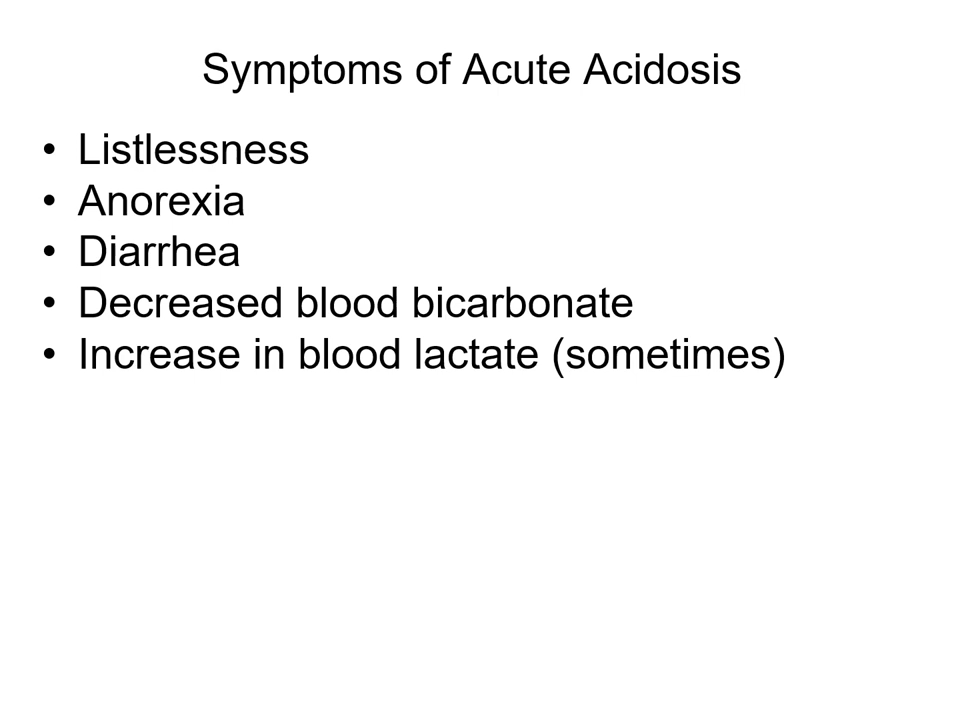 Symptoms of Acute Acidosis
• Listlessness
• Anorexia
• Diarrhea
• Decreased blood bicarbonate
• Increase in blood lactate (sometimes)